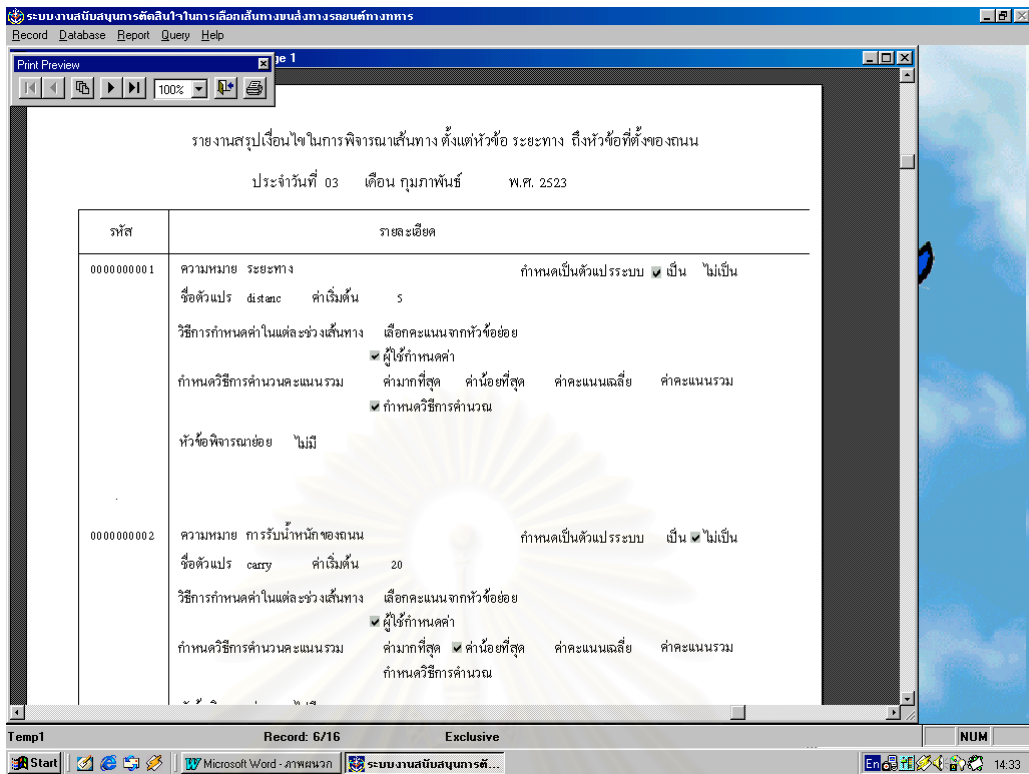 ระบบงานสนับสนุนการตัดสินใจในการเลือกเส้นทางขนส่งทางรถยนต์ทางทหาร
Record Database Report Query Help
Print Preview
ge 1
100%
รายงานสรุปเงื่อนไขในการพิจารณาเส้นทาง ตั้งแต่หัวข้อ ระยะทาง ถึงหัวข้อที่ตั้งของถนน
ประจำวันที่ 03 เดือน กุมภาพันธ์ พ.ศ. 2523
รหัส รายละเอียด
0000000001 ความหมาย ระยะทาง กำหนดเป็นตัวแปรระบบ เป็น ไม่เป็น
ชื่อตัวแปร distanc ค่าเริ่มต้น 5
วิธีการกำหนดค่าในแต่ละช่วงเส้นทาง เลือกคะแนนจากหัวข้อย่อย
ผู้ใช้กำหนดค่า
กำหนดวิธีการคำนวนคะแนนรวม ค่ามากที่สุด ค่าน้อยที่สุด ค่าคะแนนเฉลี่ย ค่าคะแนนรวม
กำหนดวิธีการคำนวณ
หัวข้อพิจารณาย่อย ไม่มี
0000000002 ความหมาย การรับน้ำหนักของถนน กำหนดเป็นตัวแปรระบบ เป็น ไม่เป็น
ชื่อตัวแปร carry ค่าเริ่มต้น 20
วิธีการกำหนดค่าในแต่ละช่วงเส้นทาง เลือกคะแนนจากหัวข้อย่อย
ผู้ใช้กำหนดค่า
กำหนดวิธีการคำนวนคะแนนรวม ค่ามากที่สุด ค่าน้อยที่สุด ค่าคะแนนเฉลี่ย ค่าคะแนนรวม
กำหนดวิธีการคำนวณ
Temp1 Record: 6/16 Exclusive NUM
Start Microsoft Word - ภาพผนวก ระบบงานสนับสนุนการต้... En 14:33